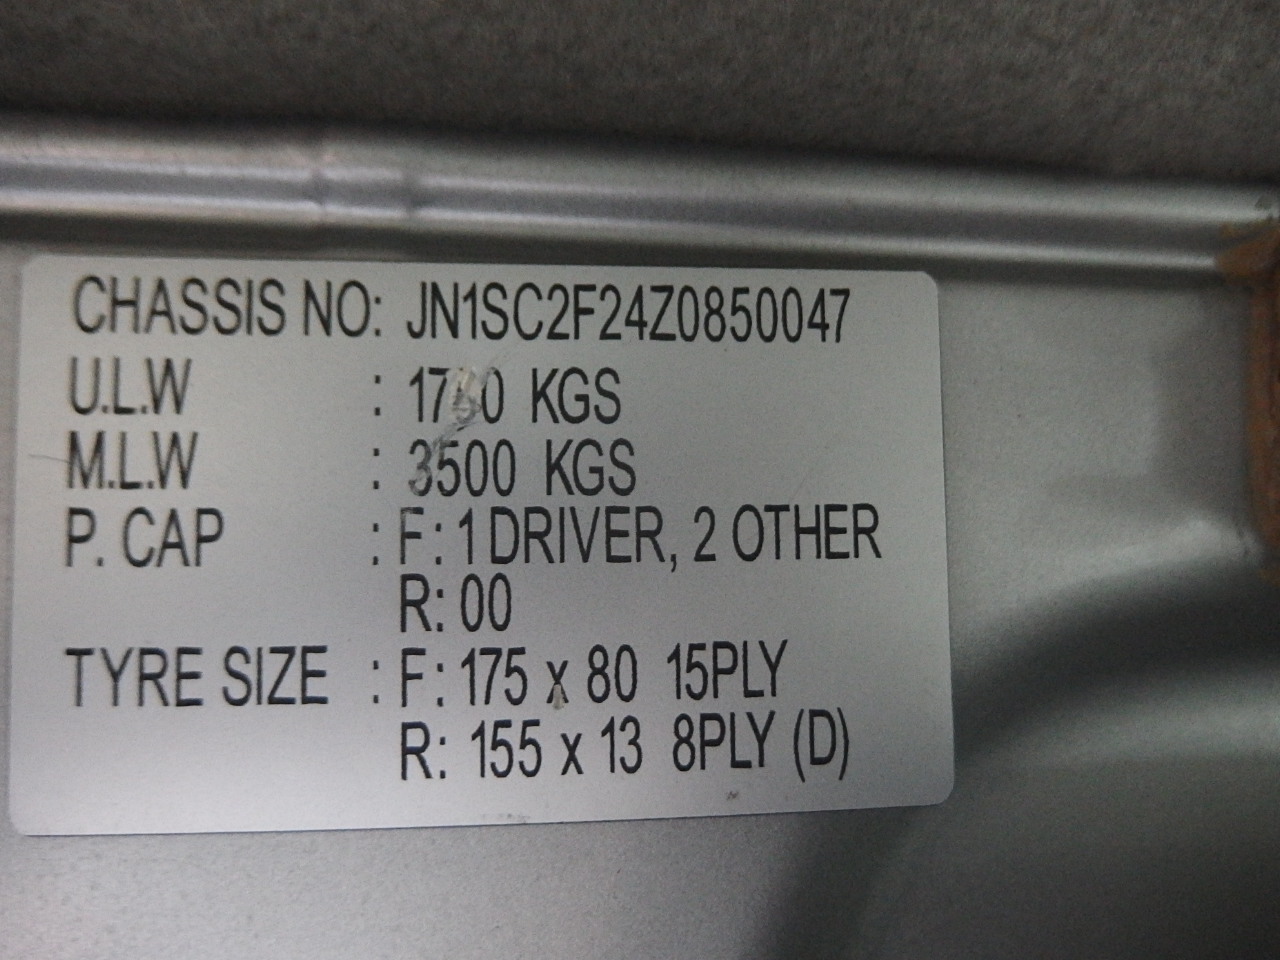 CHASSIS NO: JN1SC2F24Z0850047
U.L.W : KGS
M.L.W : 3500 KGS
P. CAP : F: 1 DRIVER, 2 OTHER
R: 00
TYRE SIZE : F: 175 x 80 15PLY
R: 155 x 13 8PLY (D)